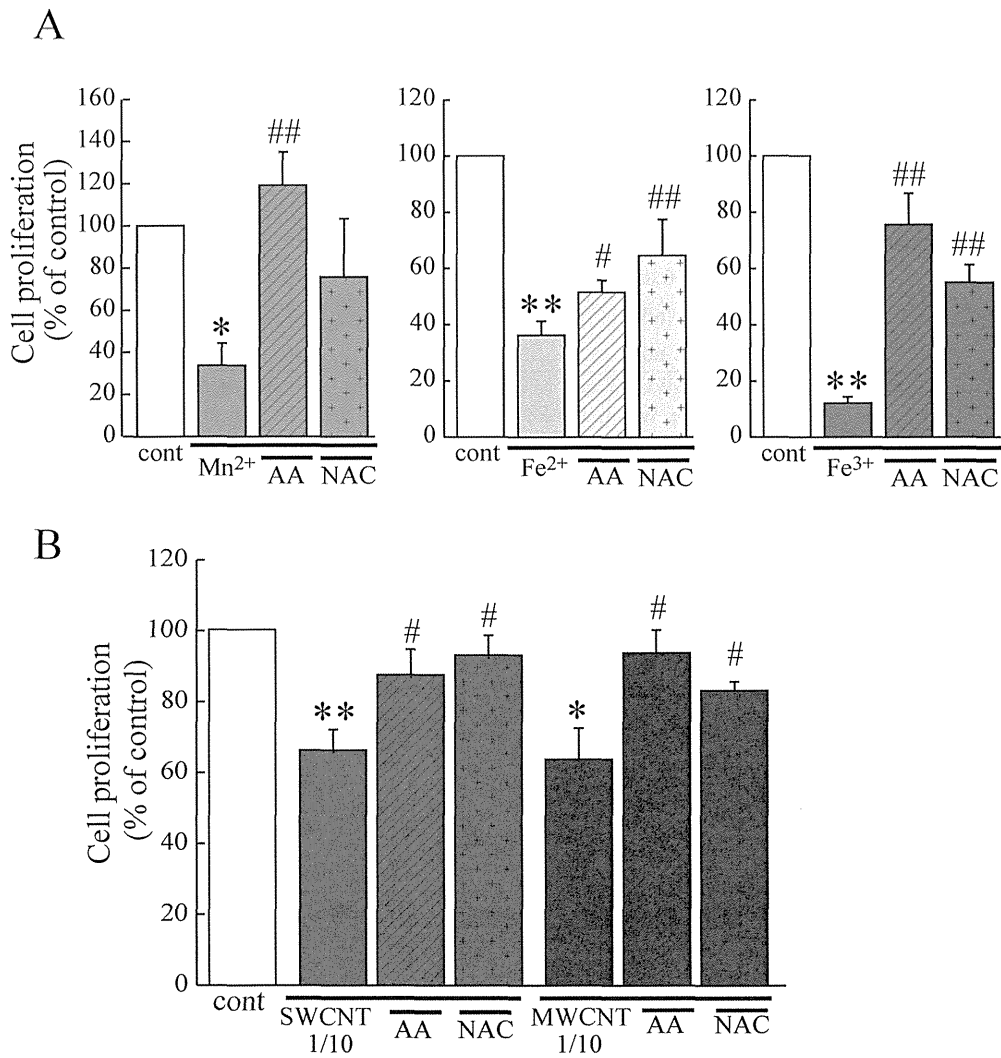 A
Cell proliferation
(% of control)
160
140
120
100
80
60
40
20
0
*
##
cont
Mn2+
AA
NAC
120
100
80
60
40
20
0
**
#
##
cont
Fe2+
AA
NAC
120
100
80
60
40
20
0
**
##
##
cont
Fe3+
AA
NAC
B
Cell proliferation
(% of control)
120
100
80
60
40
20
0
**
#
#
*
#
#
cont
SWCNT
1/10
AA
NAC
MWCNT
1/10
AA
NAC